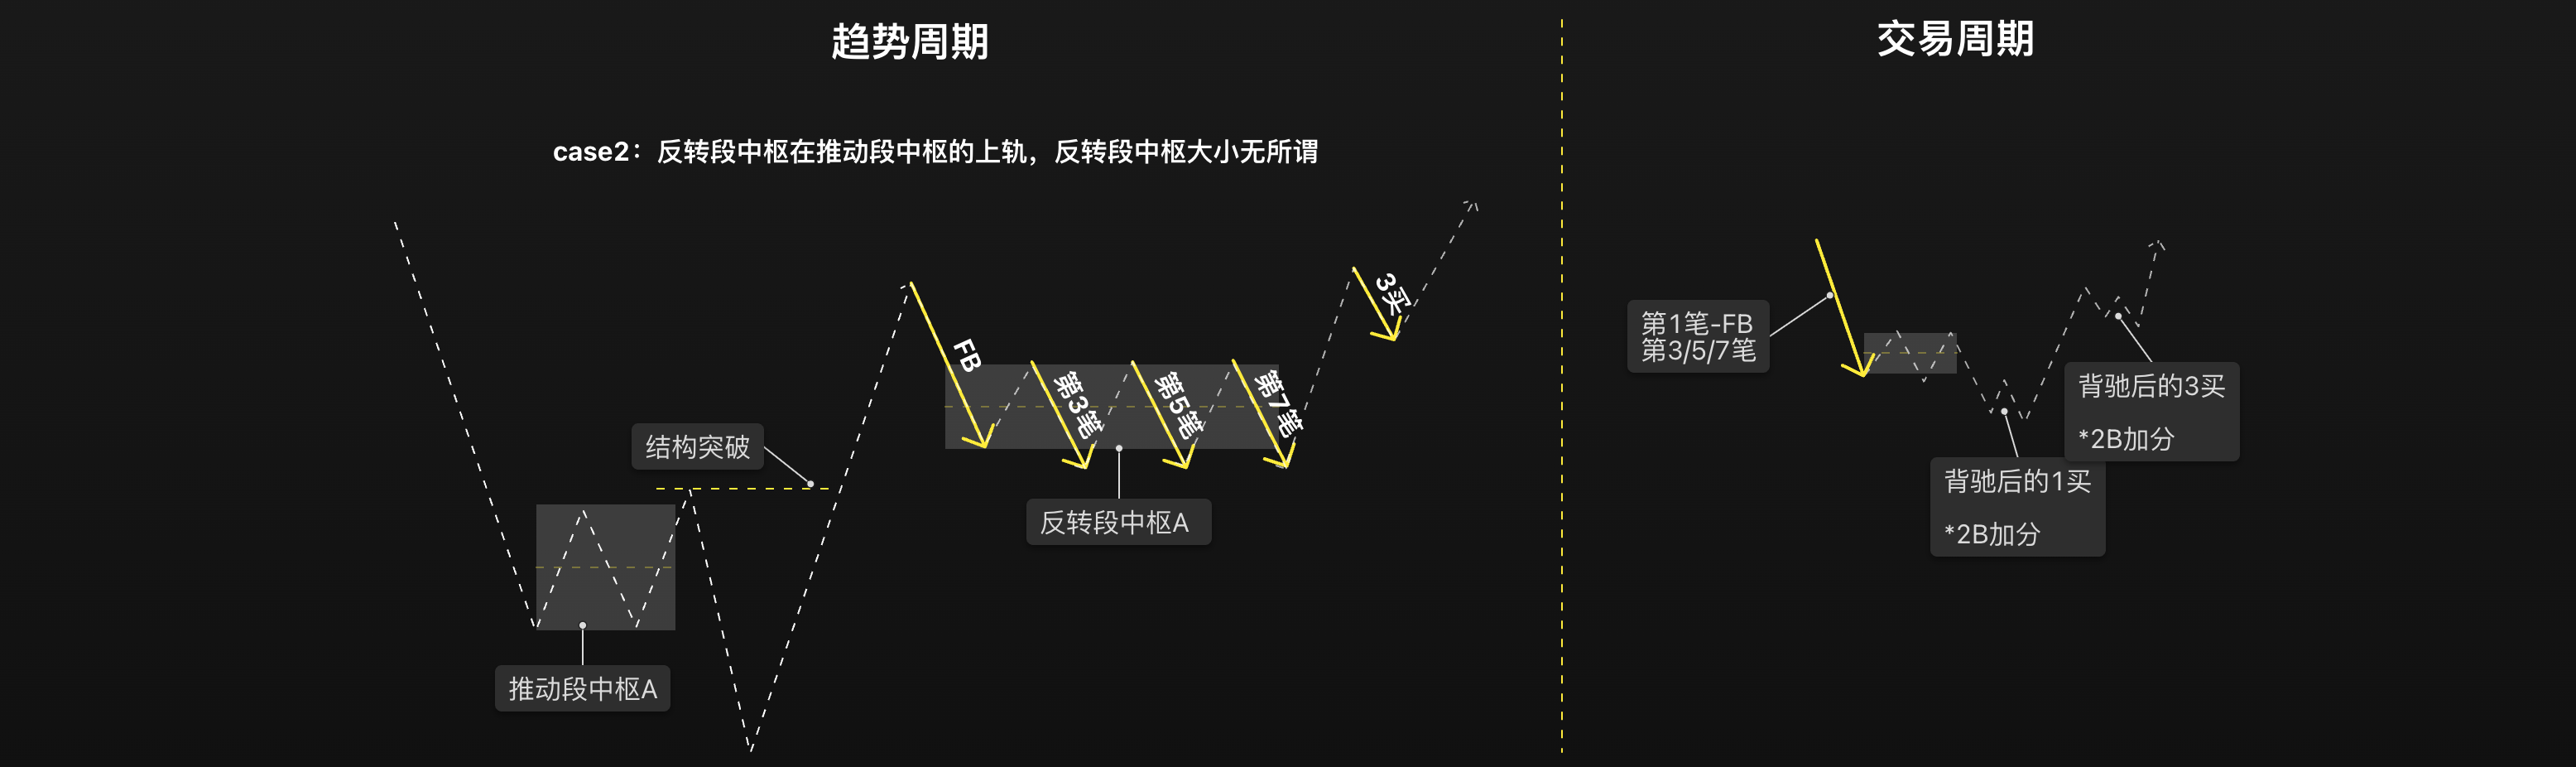 趋势周期
case2：反转段中枢在推动段中枢的上轨，反转段中枢大小无所谓
FB
第3笔
第5笔
第7笔
3买
结构突破
反转段中枢A
推动段中枢A
交易周期
第1笔-FB
第3/5/7笔
背驰后的3买
*2B加分
背驰后的1买
*2B加分